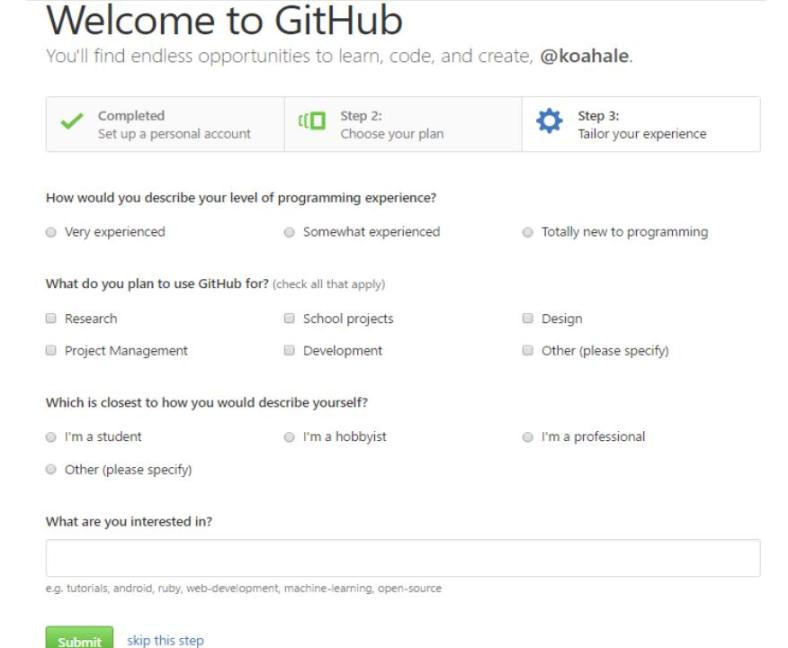 Welcome to GitHub
You'll find endless opportunities to learn, code, and create, @koahale.
Completed
Set up a personal account
Step 2:
Choose your plan
Step 3:
Tailor your experience
How would you describe your level of programming experience?
Very experienced
Somewhat experienced
Totally new to programming
What do you plan to use GitHub for? (check all that apply)
Research
School projects
Design
Project Management
Development
Other (please specify)
Which is closest to how you would describe yourself?
I'm a student
I'm a hobbyist
I'm a professional
Other (please specify)
What are you interested in?
e.g. tutorials, android, ruby, web-development, machine-learning, open-source
Submit
skip this step